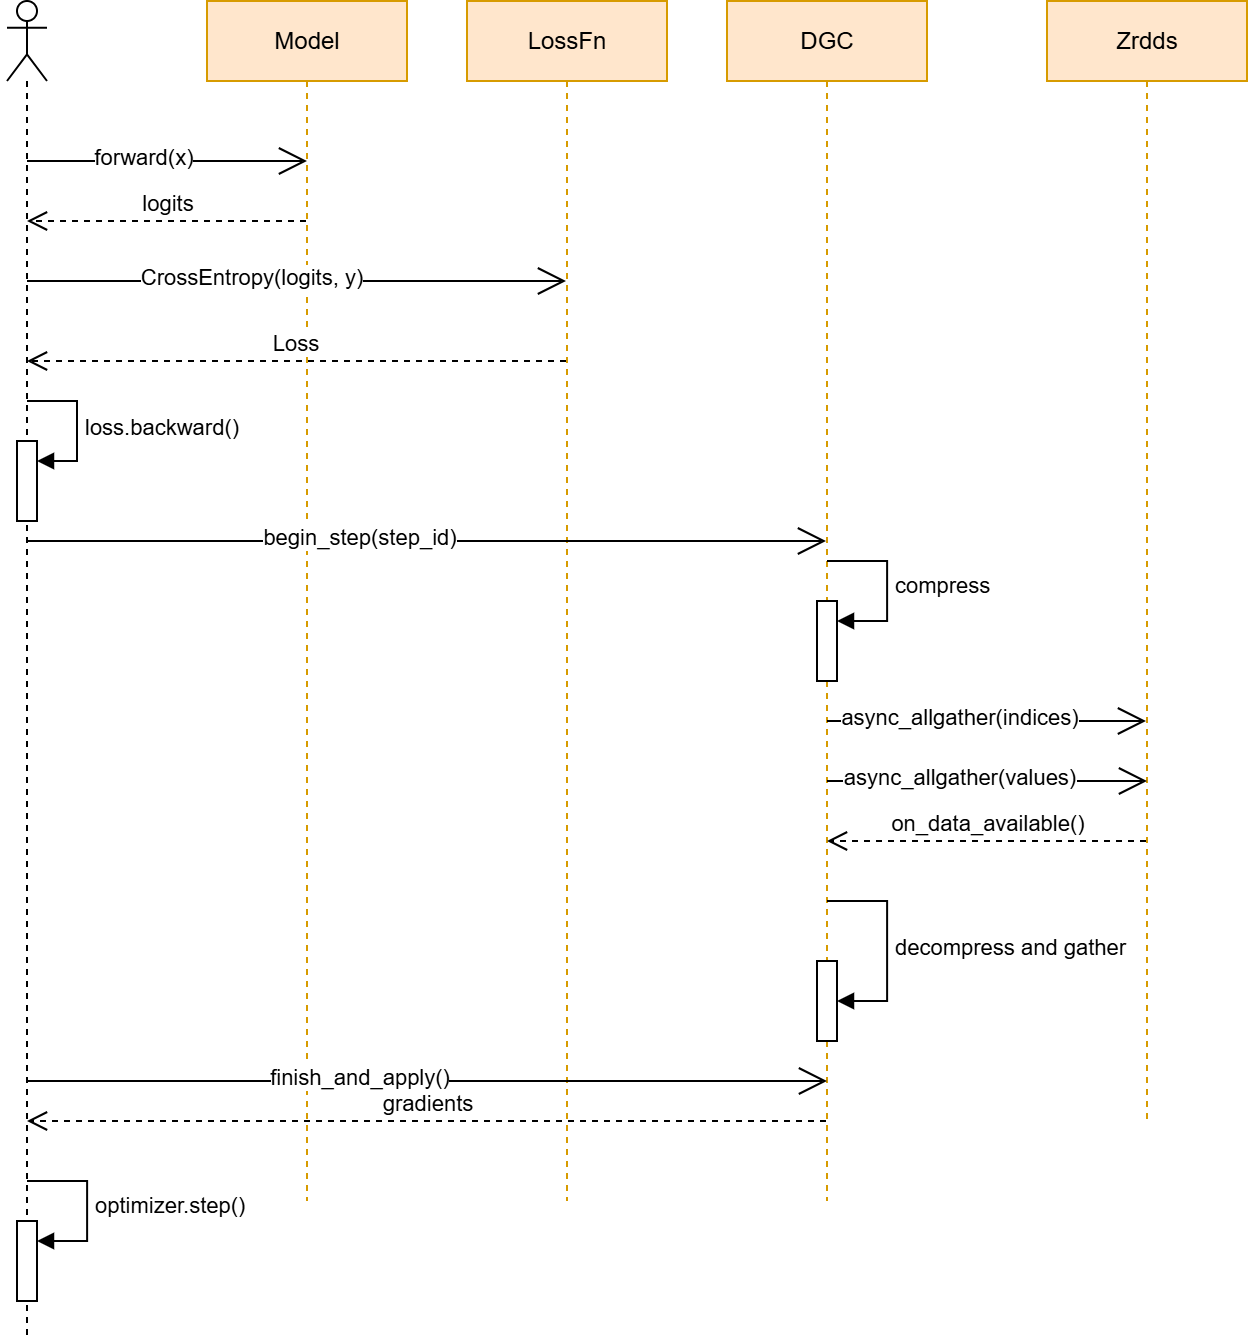 Model
LossFn
DGC
Zrdds
forward(x)
logits
CrossEntropy(logits, y)
Loss
loss.backward()
begin_step(step_id)
compress
async_allgather(indices)
async_allgather(values)
on_data_available()
decompress and gather
finish_and_apply()
gradients
optimizer.step()